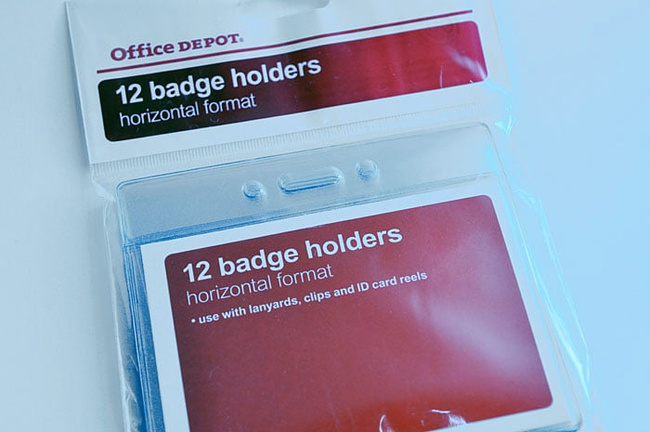 Office DEPOT®
12 badge holders
horizontal format
12 badge holders
horizontal format
• use with lanyards, clips and ID card reels